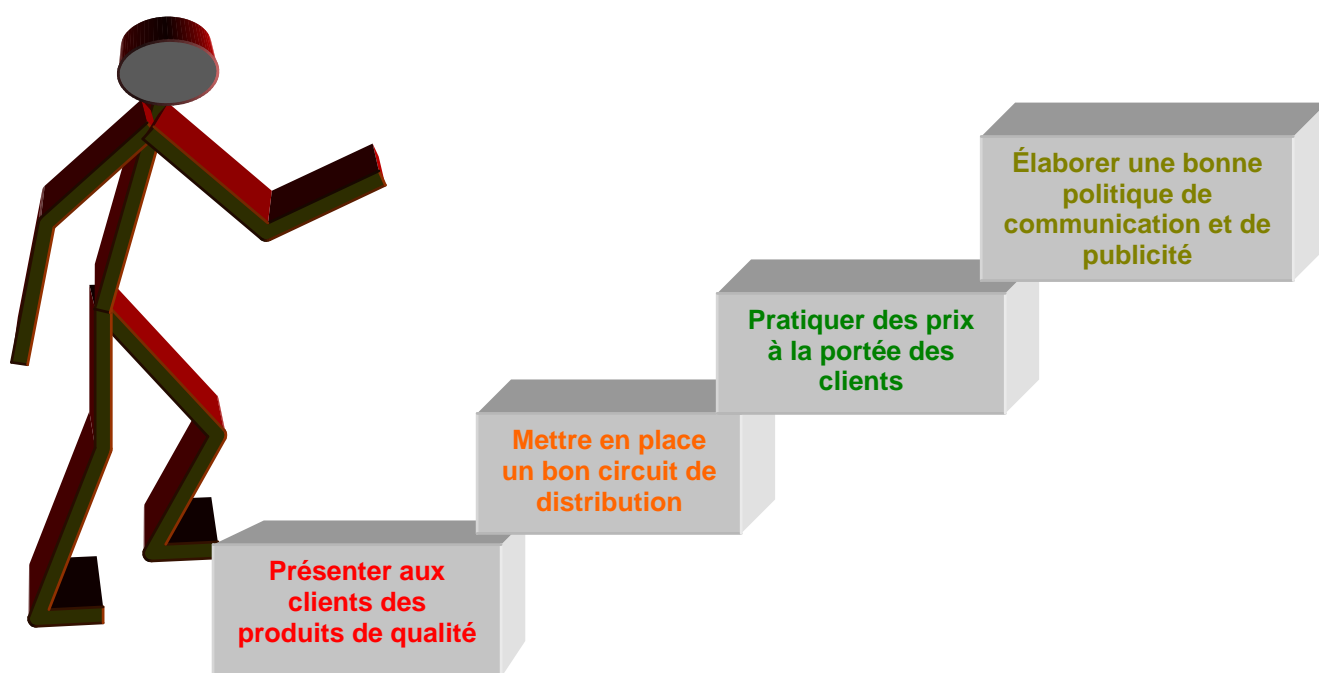 Élaborer une bonne
politique de
communication et de
publicité
Pratiquer des prix
à la portée des
clients
Mettre en place
un bon circuit de
distribution
Présenter aux
clients des
produits de qualité